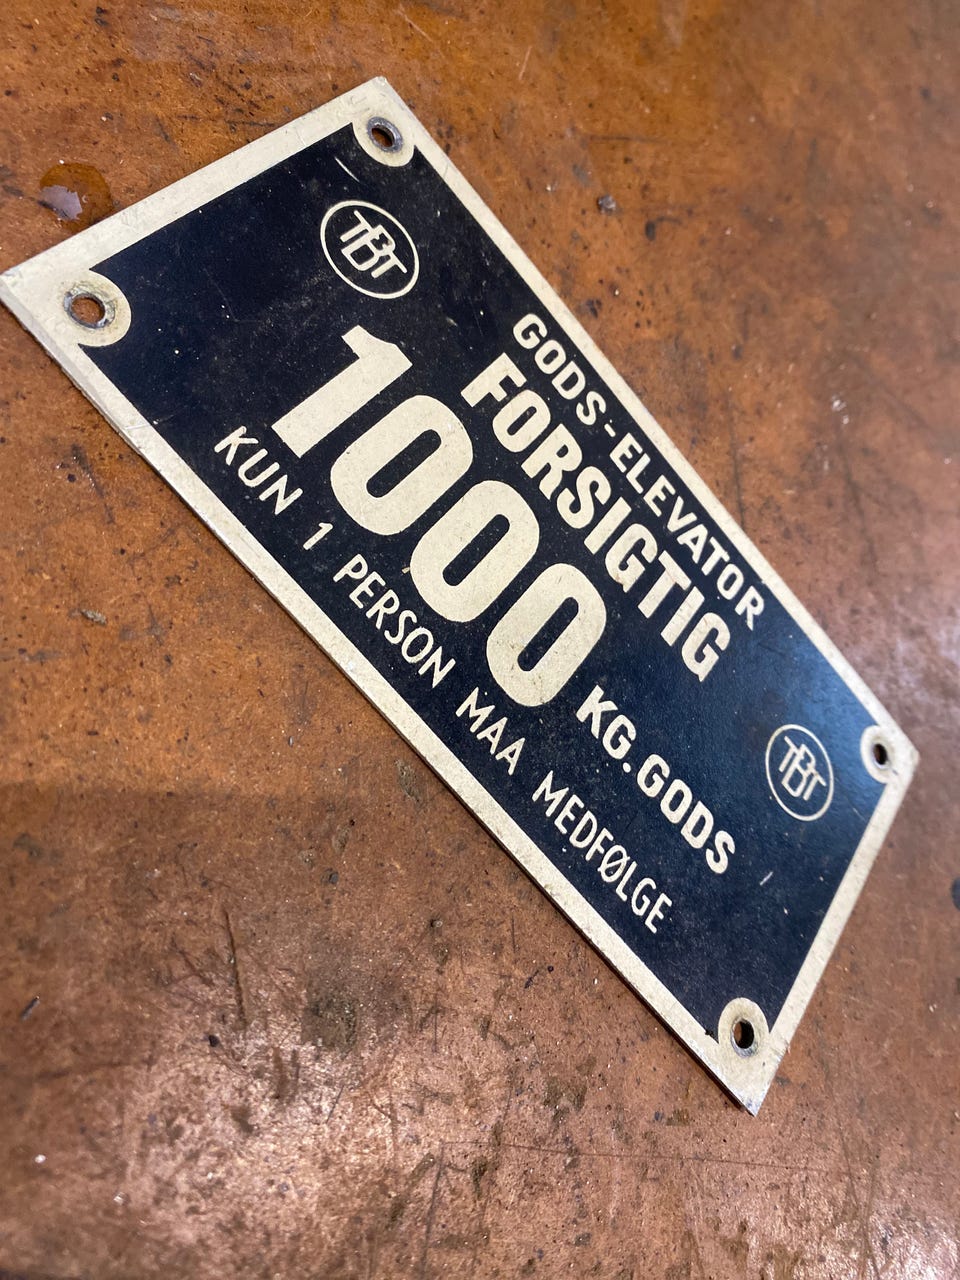 TBT
GODS-ELEVATOR
FORSIGTIG
1000 KG. GODS
KUN 1 PERSON MAA MEDFØLGE
TBT